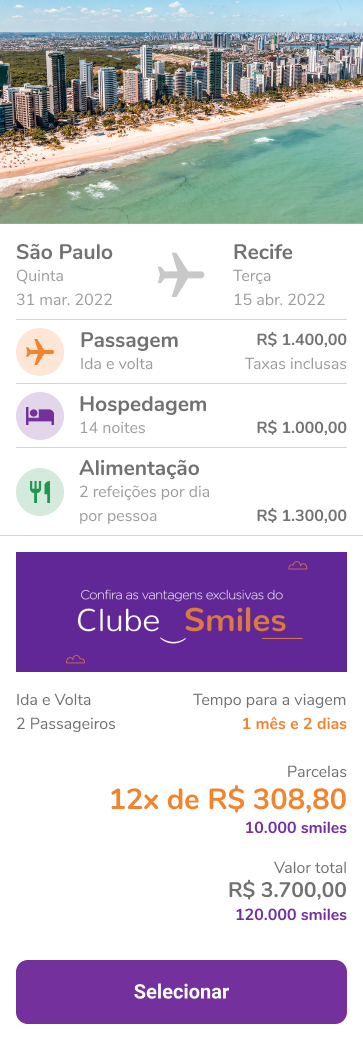 São Paulo
Quinta
31 mar. 2022
Recife
Terça
15 abr. 2022
Passagem
Ida e volta
R$ 1.400,00
Taxas inclusas
Hospedagem
14 noites
R$ 1.000,00
Alimentação
2 refeições por dia
por pessoa
R$ 1.300,00
Confira as vantagens exclusivas do
Clube Smiles
Ida e Volta
2 Passageiros
Tempo para a viagem
1 mês e 2 dias
Parcelas
12x de R$ 308,80
10.000 smiles
Valor total
R$ 3.700,00
120.000 smiles
Selecionar